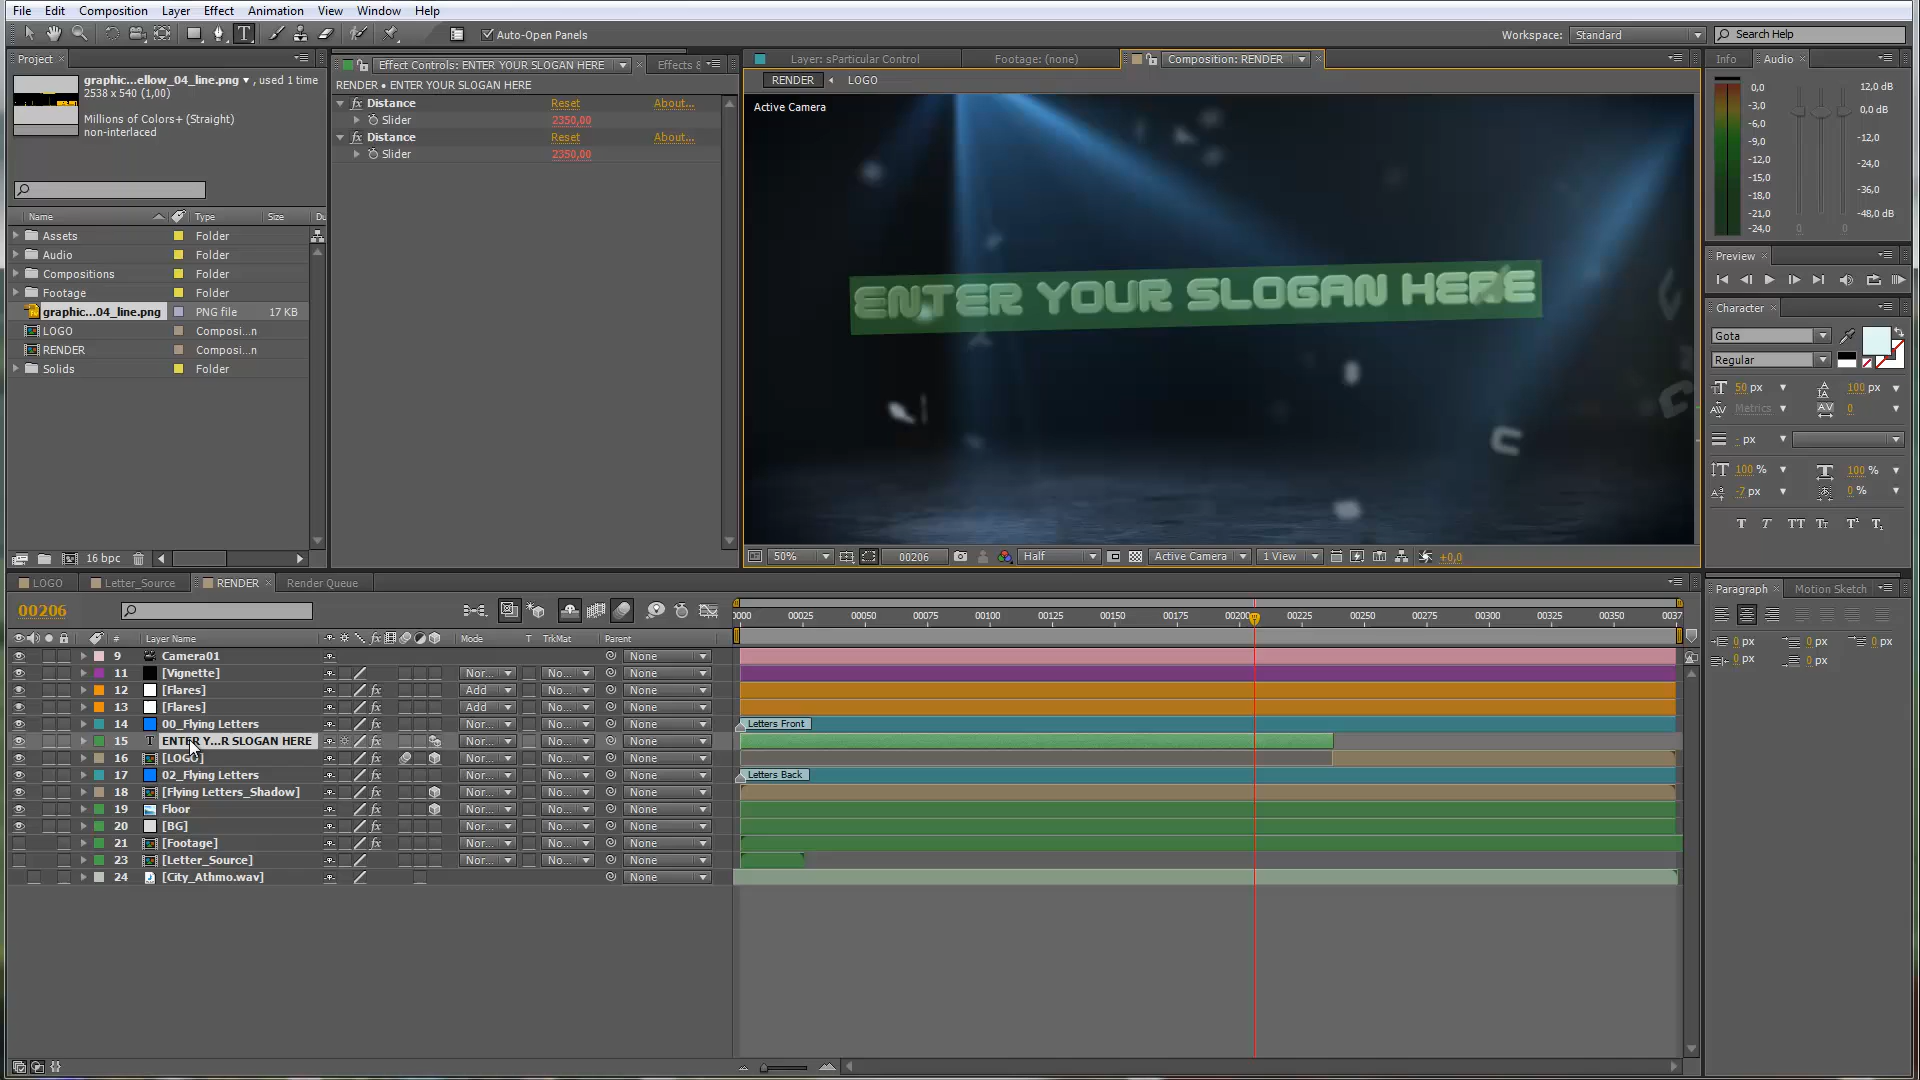 File Edit Composition Layer Effect Animation View Window Help
Auto-Open Panels
Workspace: Standard
Search Help
Project
graphic...ellow_04_line.png , used 1 time
2538 x 540 (1,00)
Millions of Colors+ (Straight)
non-interlaced
Name Type Size Du
Assets Folder
Audio Folder
Compositions Folder
Footage Folder
graphic...04_line.png PNG file 17 KB
LOGO Composi...n
RENDER Composi...n
Solids Folder
16 bpc
Effect Controls: ENTER YOUR SLOGAN HERE
Effects &
RENDER • ENTER YOUR SLOGAN HERE
fx Distance Reset About...
Slider 2350,00
fx Distance Reset About...
Slider 2350,00
Layer: sParticular Control
Footage: (none)
Composition: RENDER
RENDER LOGO
Active Camera
ENTER YOUR SLOGAN HERE
50% 00206 Half Active Camera 1 View +0,0
Info Audio
0,0
-3,0
-6,0
-9,0
-12,0
-15,0
-18,0
-21,0
-24,0
12,0 dB
0,0 dB
-12,0
-24,0
-36,0
-48,0 dB
0 0
Preview
Character
Gota
Regular
50 px 100 px
Metrics 0
- px
100 % 100 %
-7 px 0 %
T T TT Tr T¹ T₁
Paragraph Motion Sketch
0 px 0 px 0 px
0 px 0 px
LOGO Letter_Source RENDER Render Queue
00206
0000 00025 00050 00075 00100 00125 00150 00175 00200 00225 00250 00275 00300 00325 00350 0037
# Layer Name fx Mode T TrkMat Parent
9 Camera01 None
11 [Vignette] Nor... No... None
12 [Flares] fx Add No... None
13 [Flares] fx Add No... None
14 00_Flying Letters fx Nor... No... None
Letters Front
15 T ENTER Y...R SLOGAN HERE fx Nor... No... None
16 [LOGO] fx Nor... No... None
17 02_Flying Letters fx Nor... No... None
Letters Back
18 [Flying Letters_Shadow] fx Nor... No... None
19 Floor fx Nor... No... None
20 [BG] fx Nor... No... None
21 [Footage] fx Nor... No... None
23 [Letter_Source] Nor... No... None
24 [City_Athmo.wav] None